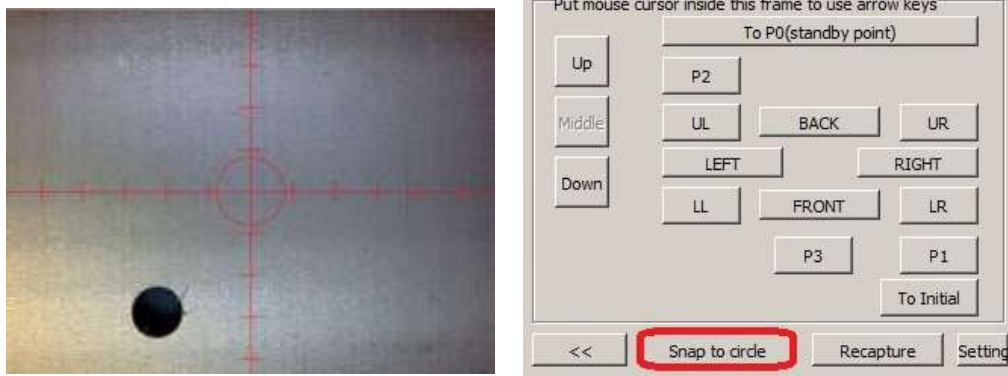 Put mouse cursor inside this frame to use arrow keys
To P0(standby point)
Up
P2
Middle
UL
BACK
UR
LEFT
RIGHT
Down
LL
FRONT
LR
P3
P1
To Initial
<<
Snap to circle
Recapture
Setting